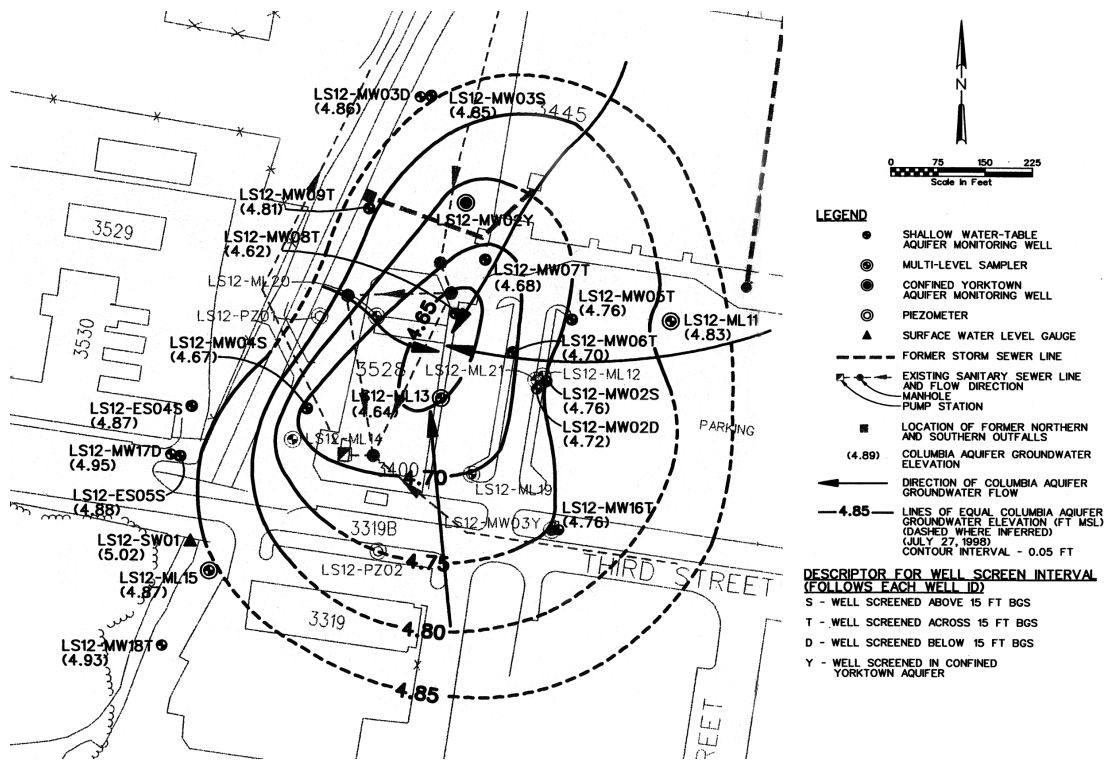 LS12-MW03D
(4.86)
LS12-MW03S
(4.85)
3445
LS12-MW09T
(4.81)
LS12-MW02Y
3529
LS12-MW08T
(4.62)
LS12-MW07T
(4.68)
LS12-ML20
4.65
LS12-MW05T
(4.76)
LS12-ML11
(4.83)
LS12-PZ01
3530
LS12-MW06T
(4.70)
LS12-MW04S
(4.67)
3528
LS12-ML21
LS12-ML12
LS12-ML13
(4.64)
LS12-MW02S
(4.76)
LS12-ES04S
(4.87)
LS12-MW02D
(4.72)
PARKING
LS12-ML14
LS12-MW17D
(4.95)
3400
4.70
LS12-ML19
LS12-ES05S
(4.88)
LS12-MW16T
(4.76)
3319B
LS12-MW03Y
LS12-SW01
(5.02)
4.75
LS12-PZ02
THIRD STREET
LS12-ML15
(4.87)
3319
4.80
LS12-MW18T
(4.93)
4.85
REET
N
0 75 150 225
Scale In Feet
LEGEND
SHALLOW WATER-TABLE
AQUIFER MONITORING WELL
MULTI-LEVEL SAMPLER
CONFINED YORKTOWN
AQUIFER MONITORING WELL
PIEZOMETER
SURFACE WATER LEVEL GAUGE
FORMER STORM SEWER LINE
EXISTING SANITARY SEWER LINE
AND FLOW DIRECTION
MANHOLE
PUMP STATION
LOCATION OF FORMER NORTHERN
AND SOUTHERN OUTFALLS
(4.89) COLUMBIA AQUIFER GROUNDWATER
ELEVATION
DIRECTION OF COLUMBIA AQUIFER
GROUNDWATER FLOW
4.85 LINES OF EQUAL COLUMBIA AQIUFER
GROUNDWATER ELEVATION (FT MSL)
(DASHED WHERE INFERRED)
(JULY 27, 1998)
CONTOUR INTERVAL - 0.05 FT
DESCRIPTOR FOR WELL SCREEN INTERVAL
(FOLLOWS EACH WELL ID)
S - WELL SCREENED ABOVE 15 FT BGS
T - WELL SCREENED ACROSS 15 FT BGS
D - WELL SCREENED BELOW 15 FT BGS
Y - WELL SCREENED IN CONFINED
YORKTOWN AQUIFER